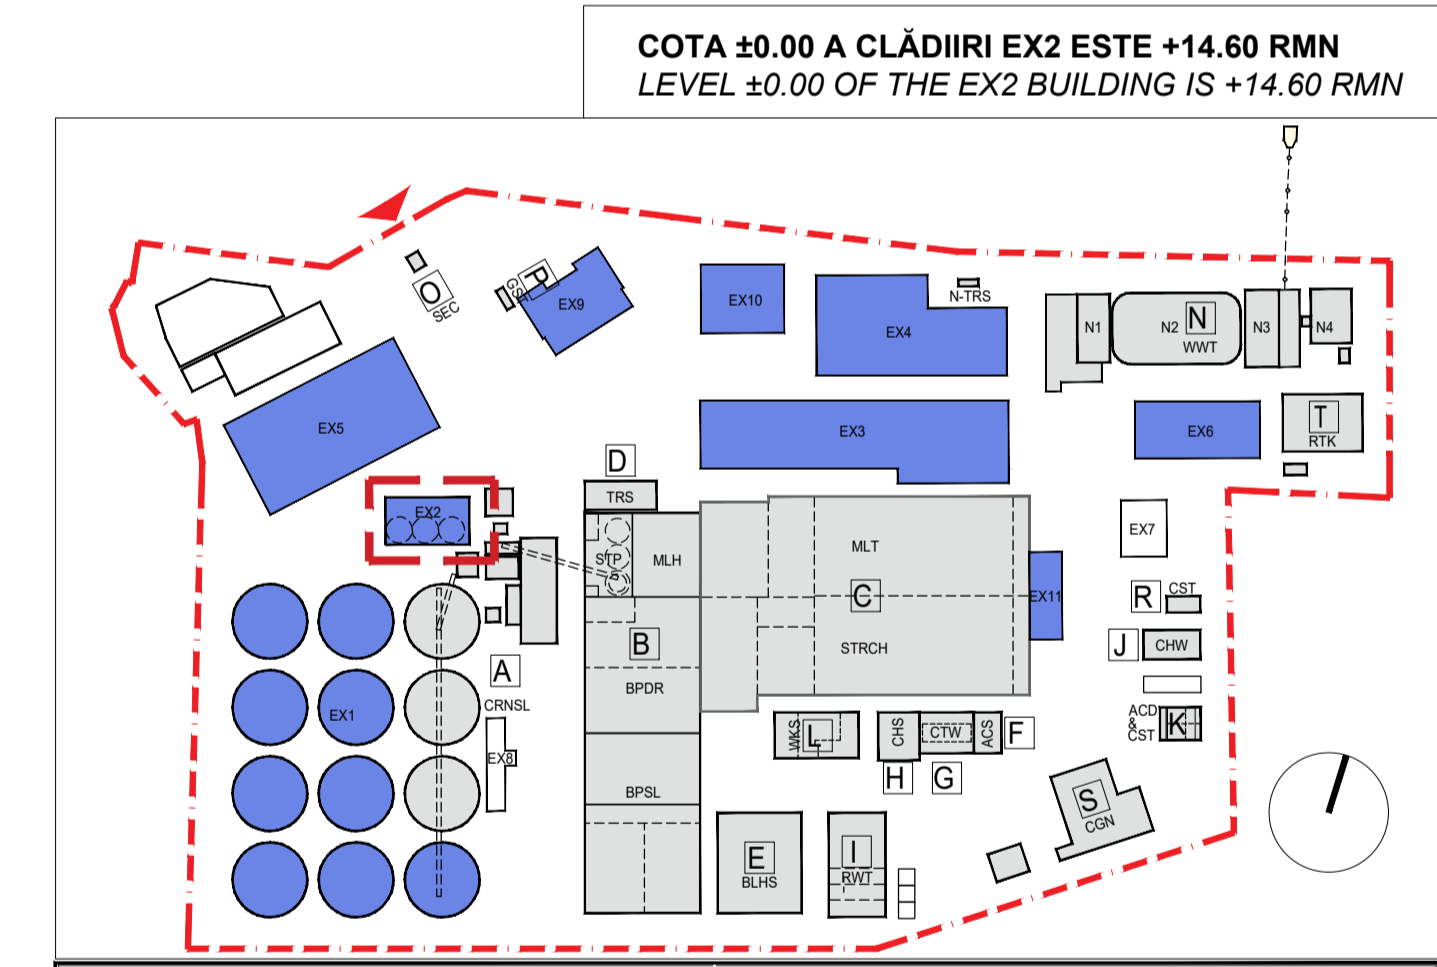 COTA ±0.00 A CLĂDIIRI EX2 ESTE +14.60 RMN
LEVEL ±0.00 OF THE EX2 BUILDING IS +14.60 RMN
O
SEC
P
GST
EX9
EX10
N-TRS
EX4
N1
N2
N
WWT
N3
N4
EX5
EX3
EX6
T
RTK
D
TRS
EX2
EX7
STP
MLH
MLT
C
EX11
R
CST
B
STRCH
J
CHW
A
BPDR
CRNSL
EX1
ACD
&
CST
K
WKS
L
CHS
CTW
ACS
F
EX8
H
G
BPSL
S
CGN
E
BLHS
I
RWT